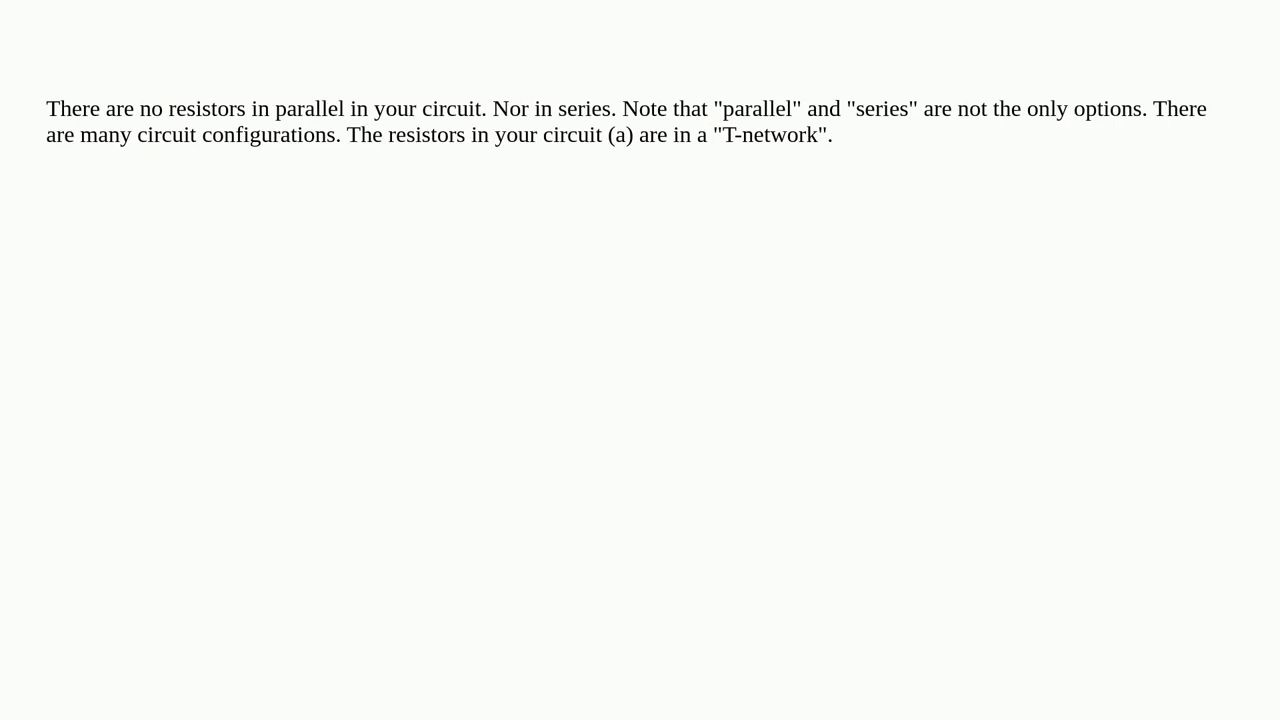 There are no resistors in parallel in your circuit. Nor in series. Note that "parallel" and "series" are not the only options. There
are many circuit configurations. The resistors in your circuit (a) are in a "T-network".